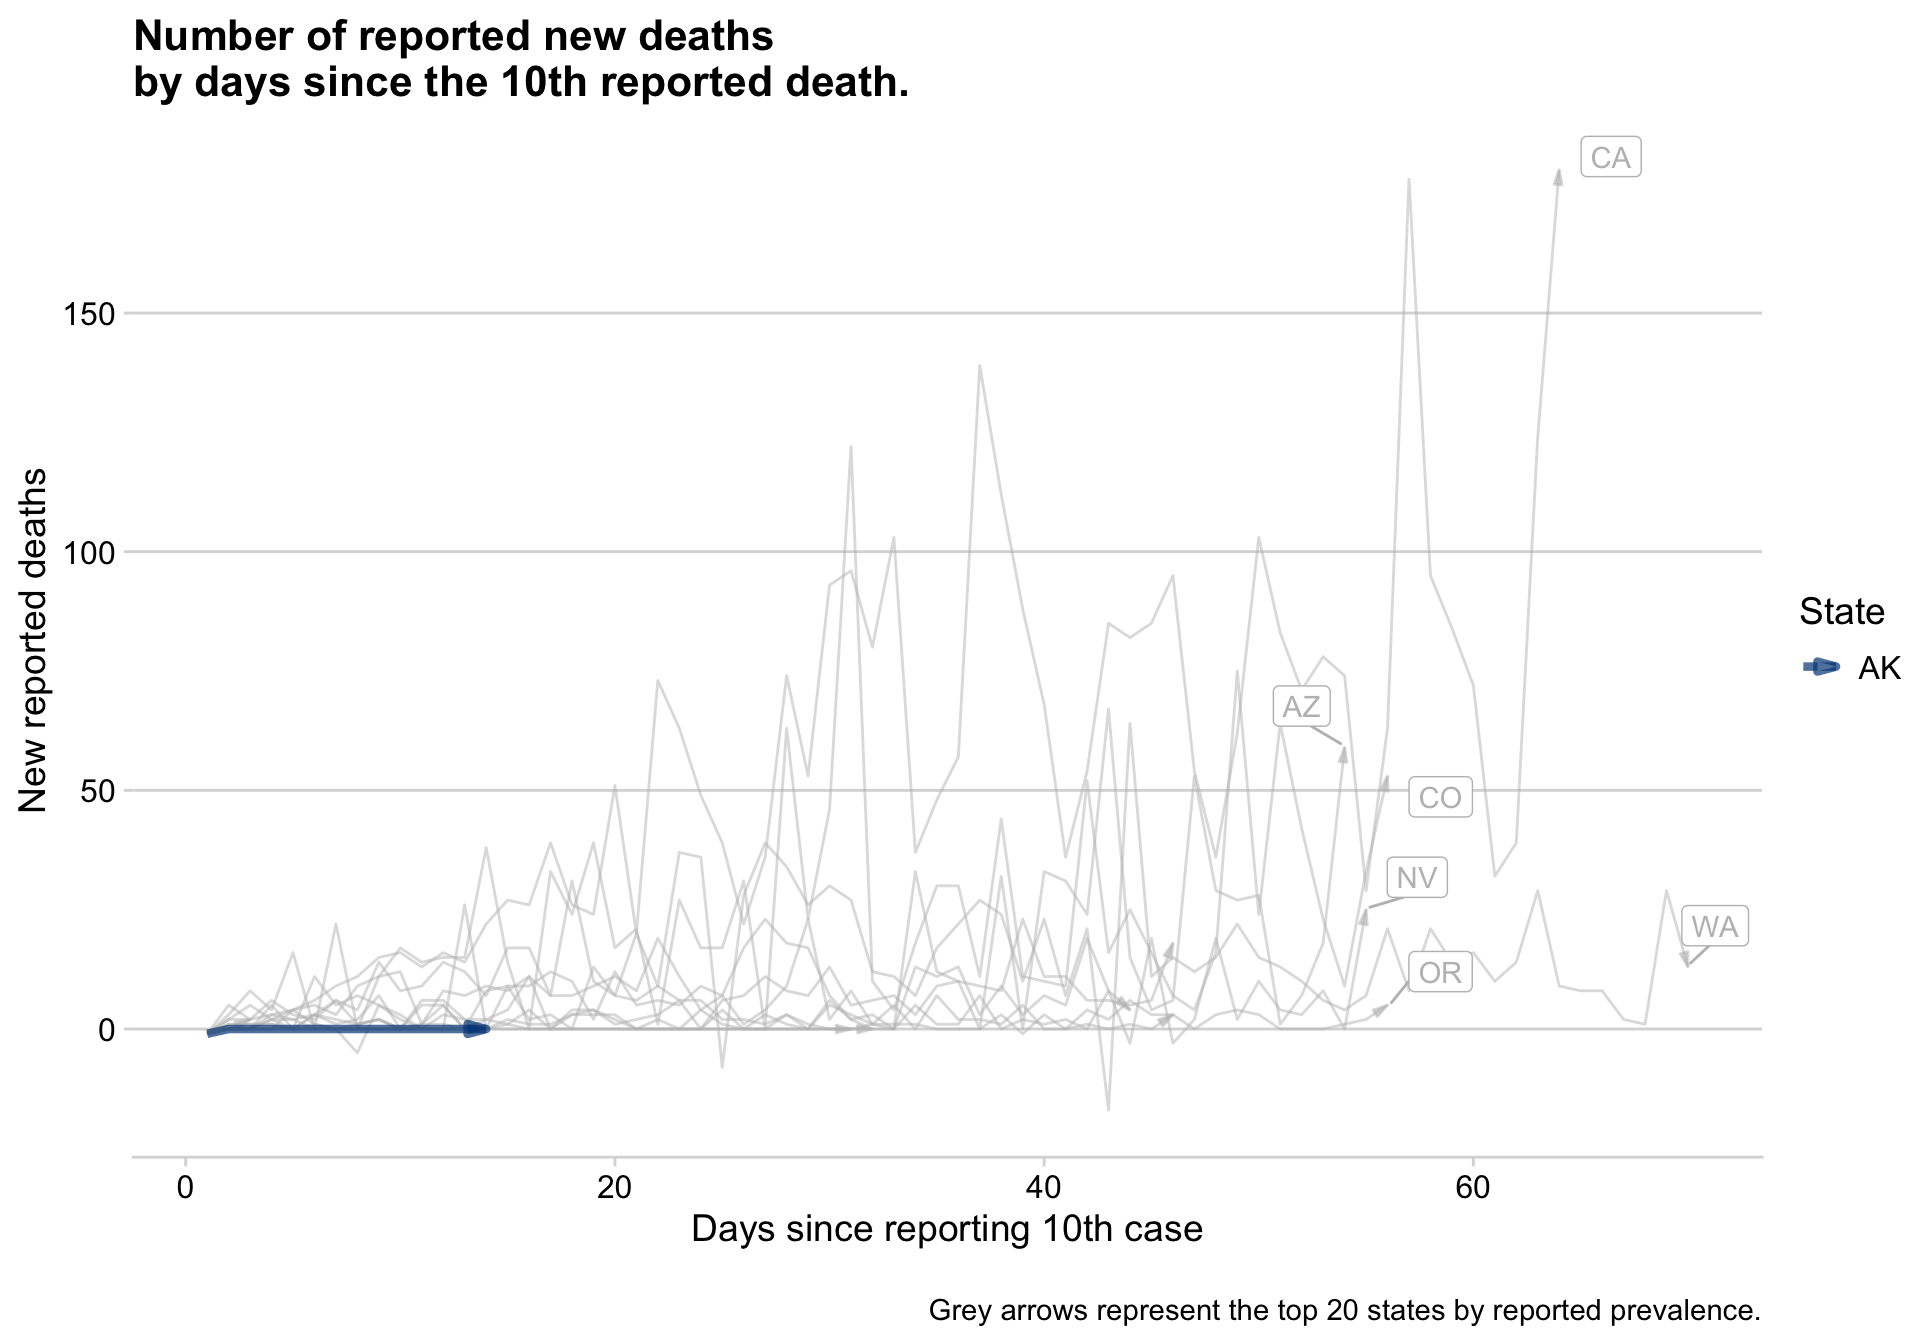 Number of reported new deaths
by days since the 10th reported death.
CA
150
100
State
AK
AZ
50
CO
NV
WA
OR
0
New reported deaths
0 20 40 60
Days since reporting 10th case
Grey arrows represent the top 20 states by reported prevalence.